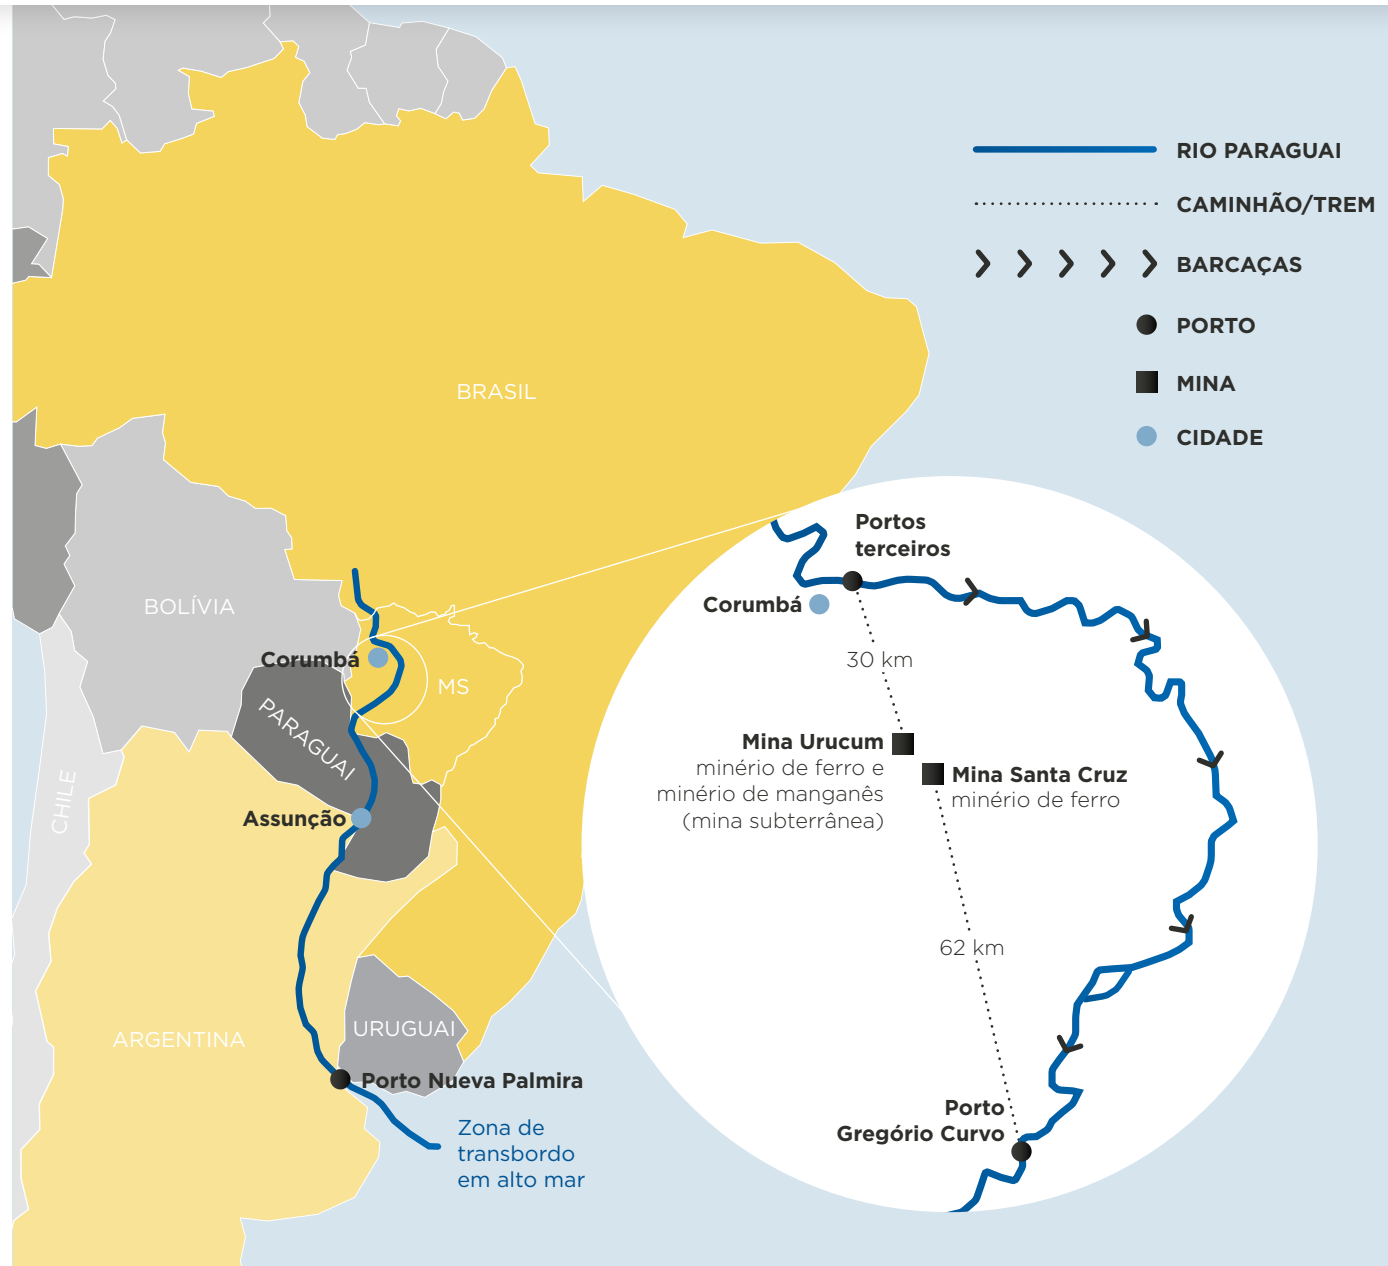 RIO PARAGUAI
CAMINHÃO/TREM
BARCAÇAS
PORTO
MINA
CIDADE
BRASIL
BOLÍVIA
Corumbá
MS
PARAGUAI
CHILE
Assunção
ARGENTINA
URUGUAI
Porto Nueva Palmira
Zona de
transbordo
em alto mar
Portos
terceiros
Corumbá
30 km
Mina Urucum
minério de ferro e
minério de manganês
(mina subterrânea)
Mina Santa Cruz
minério de ferro
62 km
Porto
Gregório Curvo